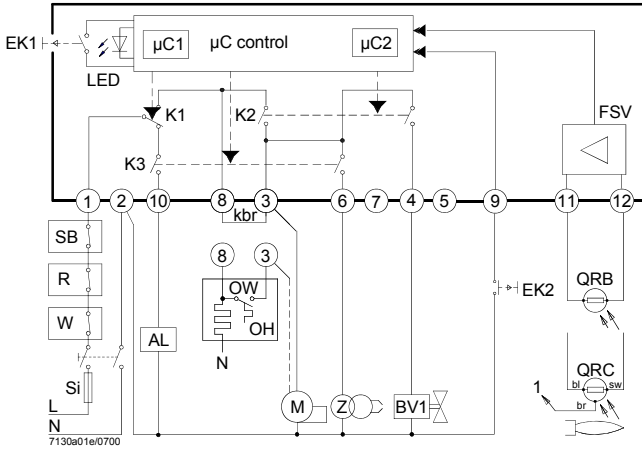 µC1
µC control
µC2
EK1
LED
K1
K2
FSV
K3
1
2
10
8
3
6
7
4
5
9
11
12
kbr
SB
8
3
QRB
R
OW
EK2
OH
W
AL
N
QRC
Si
bl
sw
1
br
L
M
Z
BV1
N
7130a01e/0700